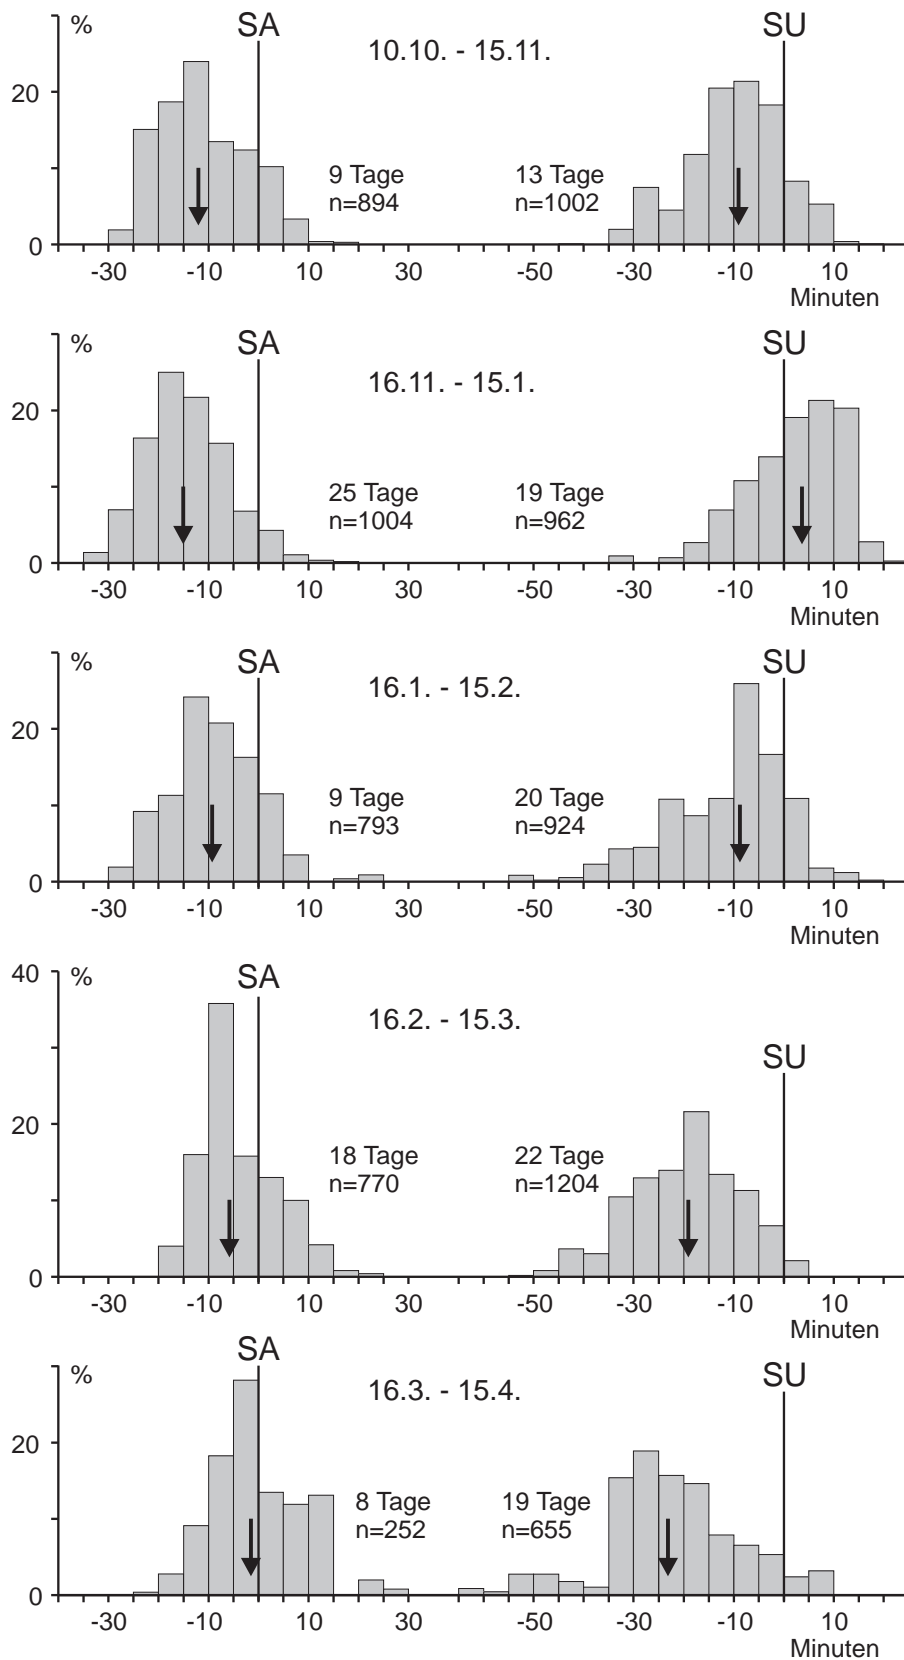 % SA 10.10. - 15.11. SU
20
9 Tage 13 Tage
n=894 n=1002
0
-30 -10 10 30 -50 -30 -10 10
Minuten
% SA 16.11. - 15.1. SU
20
25 Tage 19 Tage
n=1004 n=962
0
-30 -10 10 30 -50 -30 -10 10
Minuten
% SA 16.1. - 15.2. SU
20
9 Tage 20 Tage
n=793 n=924
0
-30 -10 10 30 -50 -30 -10 10
Minuten
40 % SA
16.2. - 15.3.
SU
20
18 Tage 22 Tage
n=770 n=1204
0
-30 -10 10 30 -50 -30 -10 10
Minuten
SA
% 16.3. - 15.4. SU
20
8 Tage 19 Tage
n=252 n=655
0
-30 -10 10 30 -50 -30 -10 10
Minuten